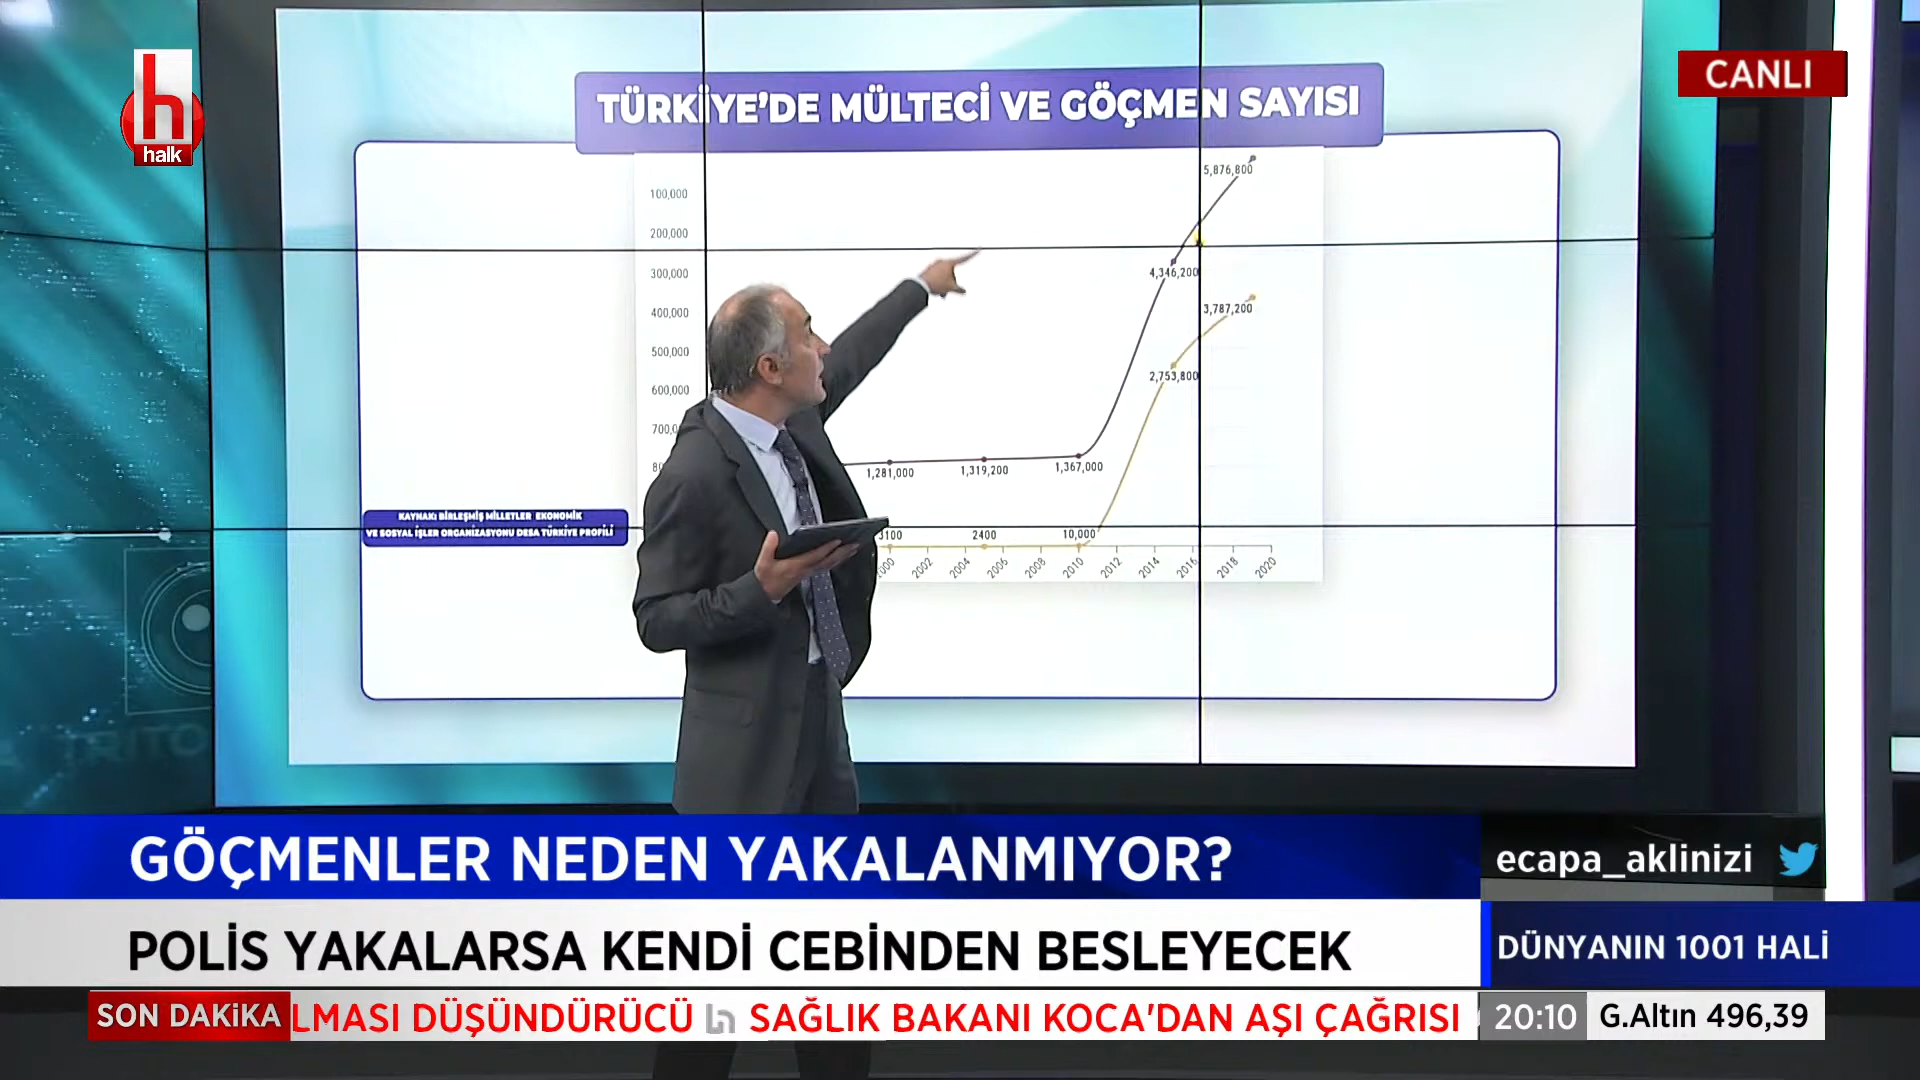 h
halk
CANLI
TÜRKİYE'DE MÜLTECİ VE GÖÇMEN SAYISI
100,000
200,000
300,000
400,000
500,000
600,000
5,876,800
4,346,200
3,787,200
2,753,800
1,281,000
1,319,200
1,367,000
3100
2400
10,000
2002
2004
2006
2008
2010
2012
2014
2016
2018
2020
KAYNAK: BİRLEŞMİŞ MİLLETLER EKONOMİK
VE SOSYAL İŞLER ORGANİZASYONU DESA TÜRKİYE PROFİLİ
GÖÇMENLER NEDEN YAKALANMIYOR?
ecapa_aklinizi
POLİS YAKALARSA KENDİ CEBİNDEN BESLEYECEK
DÜNYANIN 1001 HALİ
SON DAKiKA LMASI DÜŞÜNDÜRÜCÜ h SAĞLIK BAKANI KOCA'DAN AŞI ÇAĞRISI 20:10 G.Altın 496,39